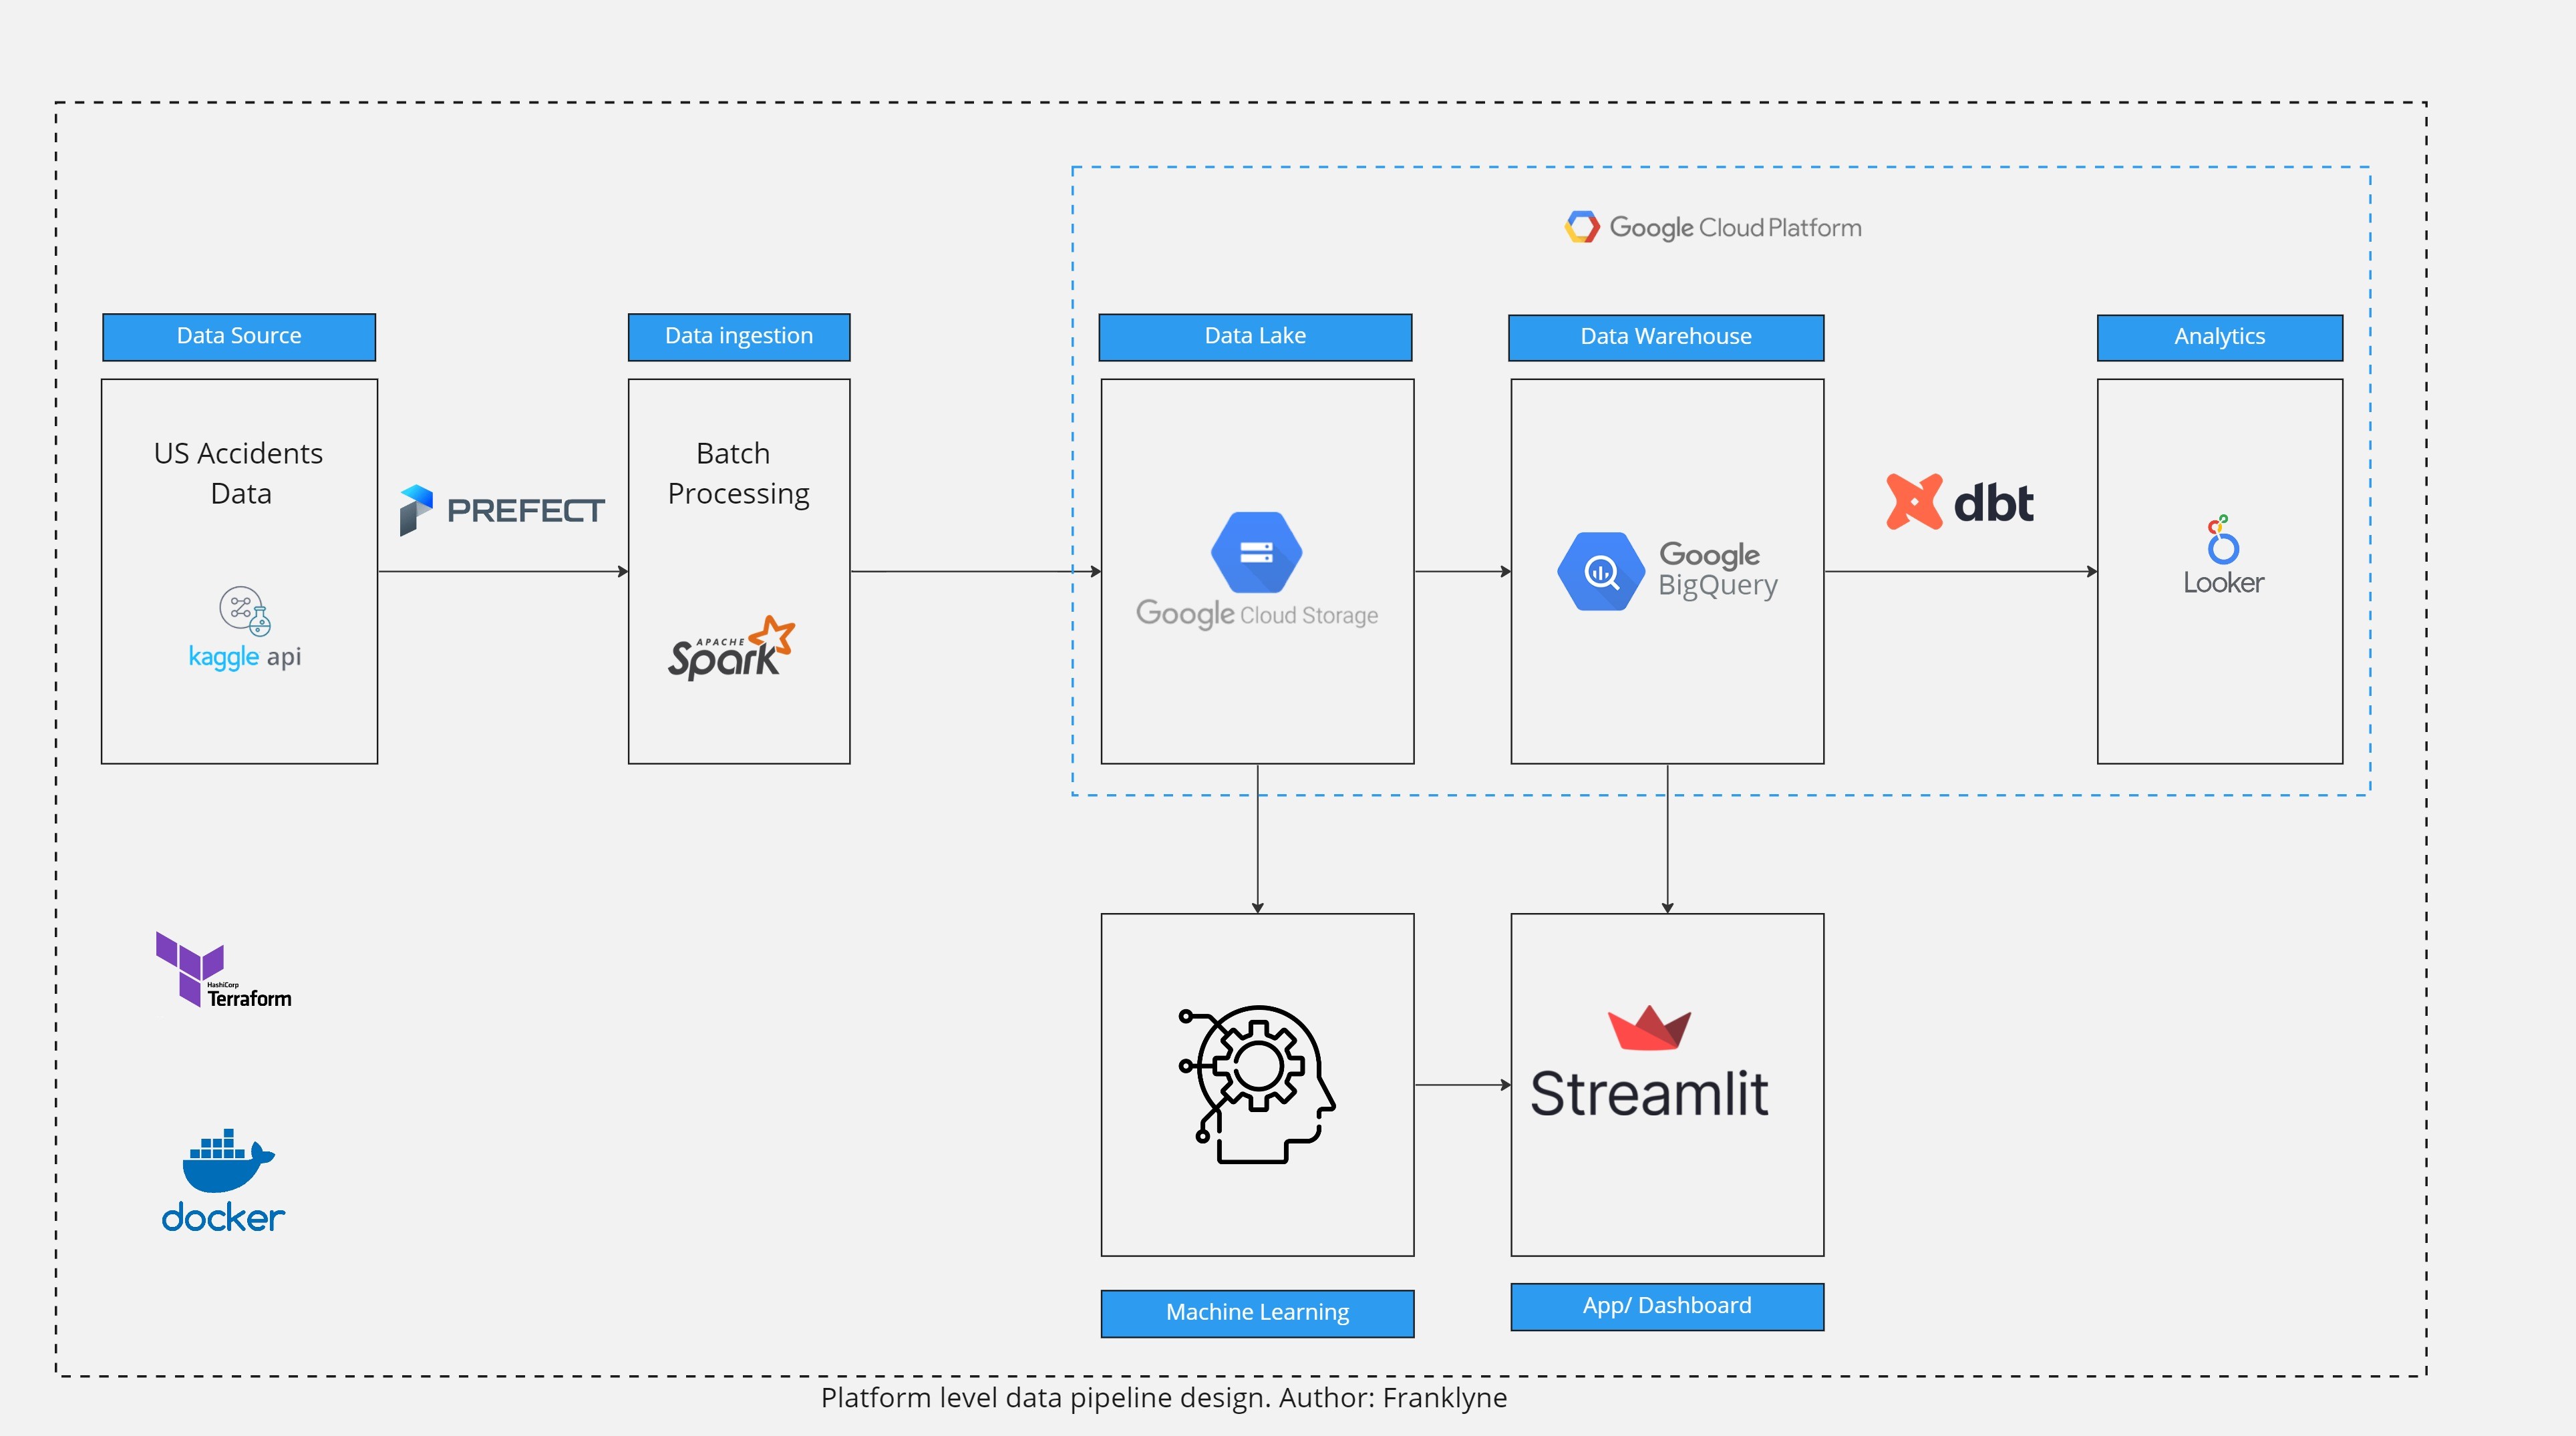 Google Cloud Platform
Data Source
Data ingestion
Data Lake
Data Warehouse
Analytics
US Accidents
Data
kaggle api
PREFECT
Batch
Processing
APACHE
Spark
Google Cloud Storage
Google
BigQuery
dbt
Looker
HashiCorp
Terraform
docker
Streamlit
Machine Learning
App/ Dashboard
Platform level data pipeline design. Author: Franklyne